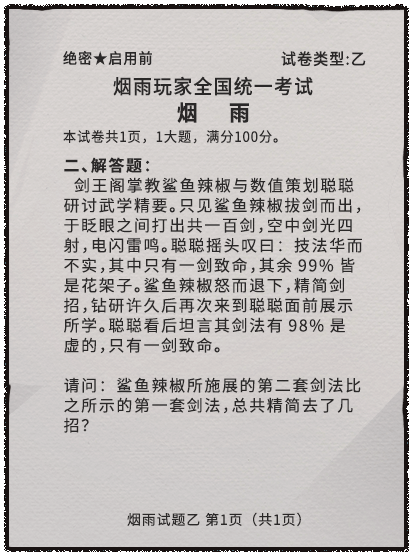 绝密★启用前 试卷类型:乙
烟雨玩家全国统一考试
烟 雨
本试卷共1页，1大题，满分100分。
二、解答题：
剑王阁掌教鲨鱼辣椒与数值策划聪聪
研讨武学精要。只见鲨鱼辣椒拔剑而出，
于眨眼之间打出共一百剑，空中剑光四
射，电闪雷鸣。聪聪摇头叹曰：技法华而
不实，其中只有一剑致命，其余 99% 皆
是花架子。鲨鱼辣椒怒而退下，精简剑
招，钻研许久后再次来到聪聪面前展示
所学。聪聪看后坦言其剑法有 98% 是
虚的，只有一剑致命。
请问：鲨鱼辣椒所施展的第二套剑法比
之所示的第一套剑法，总共精简去了几
招？
烟雨试题乙 第1页（共1页）